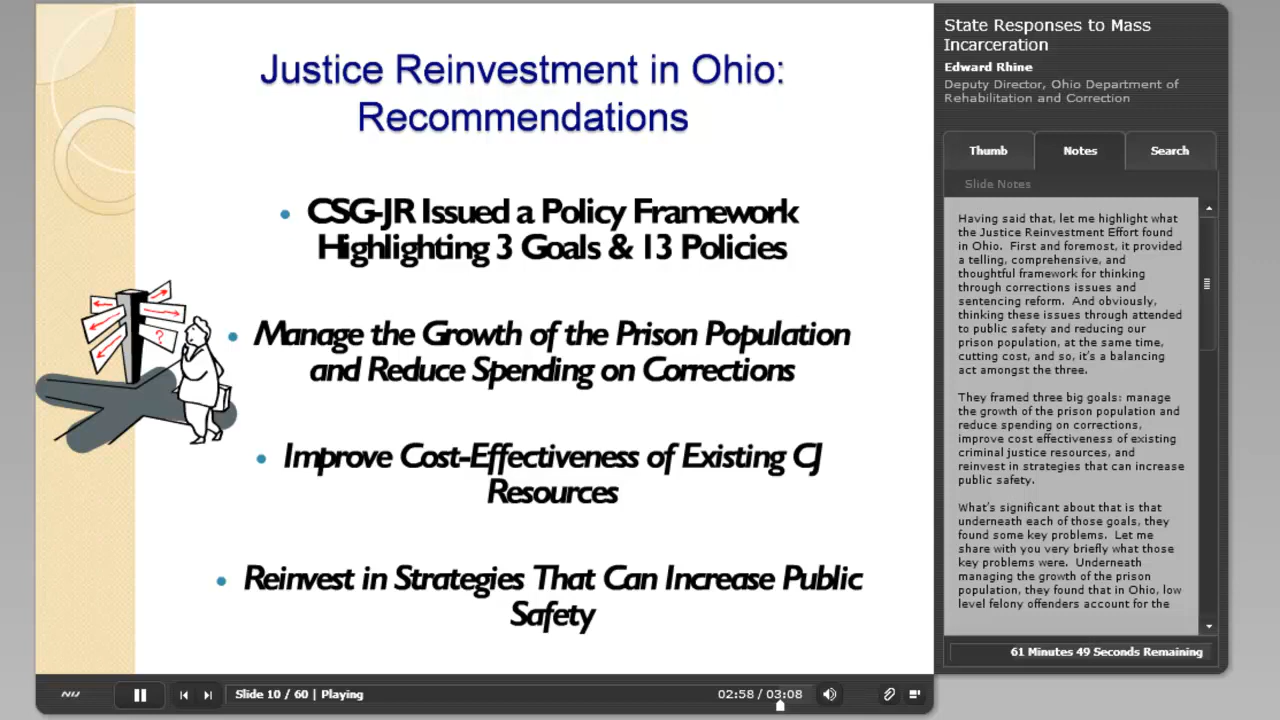 Justice Reinvestment in Ohio:
Recommendations
• CSG-JR Issued a Policy Framework
Highlighting 3 Goals & 13 Policies
• Manage the Growth of the Prison Population
and Reduce Spending on Corrections
• Improve Cost-Effectiveness of Existing CJ
Resources
• Reinvest in Strategies That Can Increase Public
Safety
?
State Responses to Mass
Incarceration
Edward Rhine
Deputy Director, Ohio Department of
Rehabilitation and Correction
Thumb
Notes
Search
Slide Notes
Having said that, let me highlight what
the Justice Reinvestment Effort found
in Ohio.  First and foremost, it provided
a telling, comprehensive, and
thoughtful framework for thinking
through corrections issues and
sentencing reform.  And obviously,
thinking these issues through attended
to public safety and reducing our
prison population, at the same time,
cutting cost, and so, it's a balancing
act amongst the three.
They framed three big goals: manage
the growth of the prison population and
reduce spending on corrections,
improve cost effectiveness of existing
criminal justice resources, and
reinvest in strategies that can increase
public safety.
What's significant about that is that
underneath each of those goals, they
found some key problems.  Let me
share with you very briefly what those
key problems were.  Underneath
managing the growth of the prison
population, they found that in Ohio, low
level felony offenders account for the
61 Minutes 49 Seconds Remaining
NIJ
Slide 10 / 60 | Playing
02:58 / 03:08